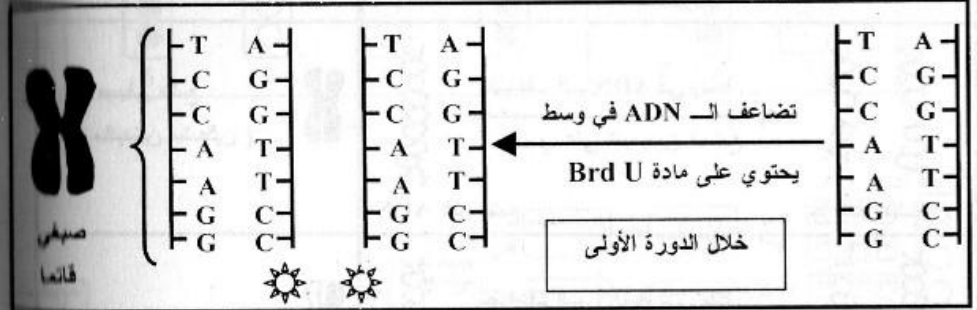 T A T A T A
C G C G C G
C G C G C G
A T A T A T
A T A T A T
G C G C G C
G C G C G C
تضاعف الـ ADN في وسط
يحتوي على مادة Brd U
خلال الدورة الأولى
صبغي
قاتما